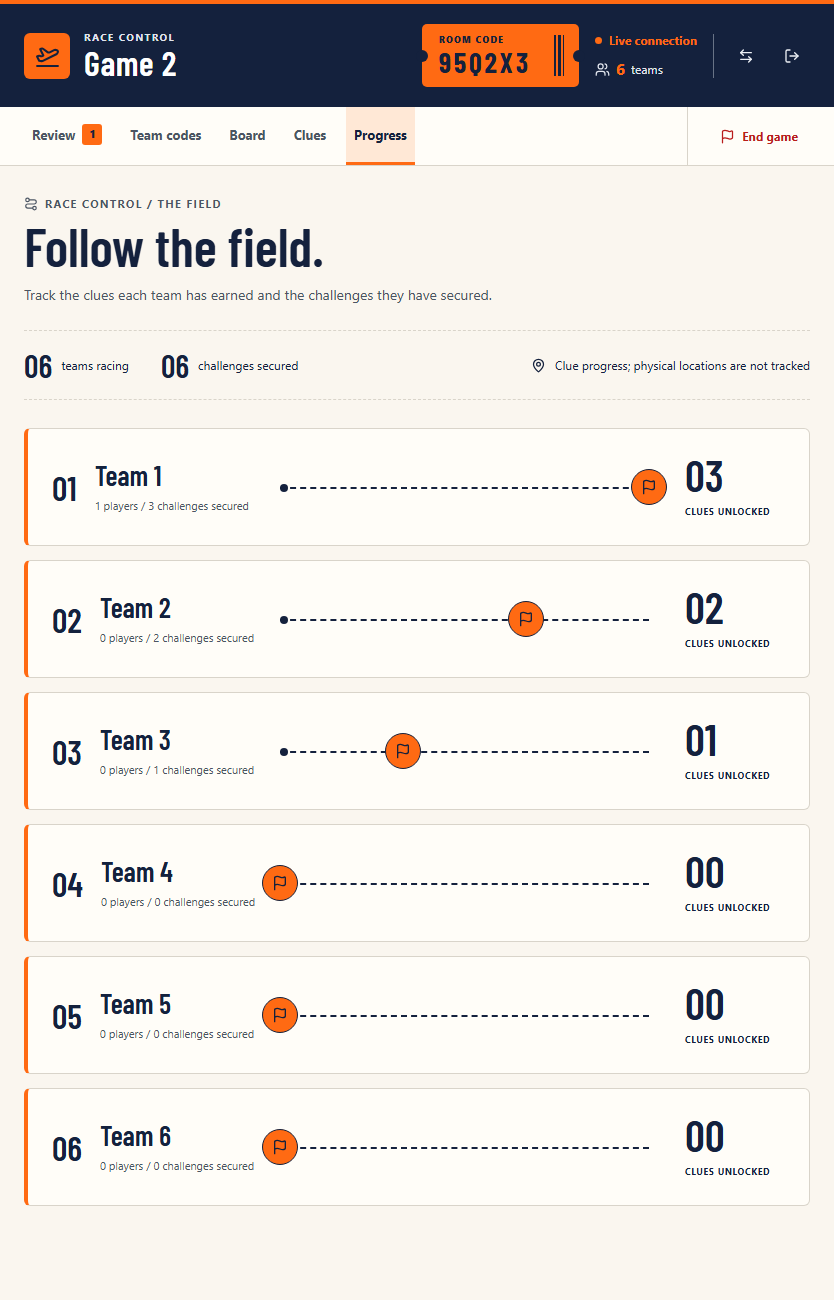 RACE CONTROL
Game 2
ROOM CODE
95Q2X3
Live connection
6 teams
Review 1
Team codes
Board
Clues
Progress
End game
RACE CONTROL / THE FIELD
Follow the field.
Track the clues each team has earned and the challenges they have secured.
06 teams racing
06 challenges secured
Clue progress; physical locations are not tracked
01
Team 1
1 players / 3 challenges secured
03
CLUES UNLOCKED
02
Team 2
0 players / 2 challenges secured
02
CLUES UNLOCKED
03
Team 3
0 players / 1 challenges secured
01
CLUES UNLOCKED
04
Team 4
0 players / 0 challenges secured
00
CLUES UNLOCKED
05
Team 5
0 players / 0 challenges secured
00
CLUES UNLOCKED
06
Team 6
0 players / 0 challenges secured
00
CLUES UNLOCKED